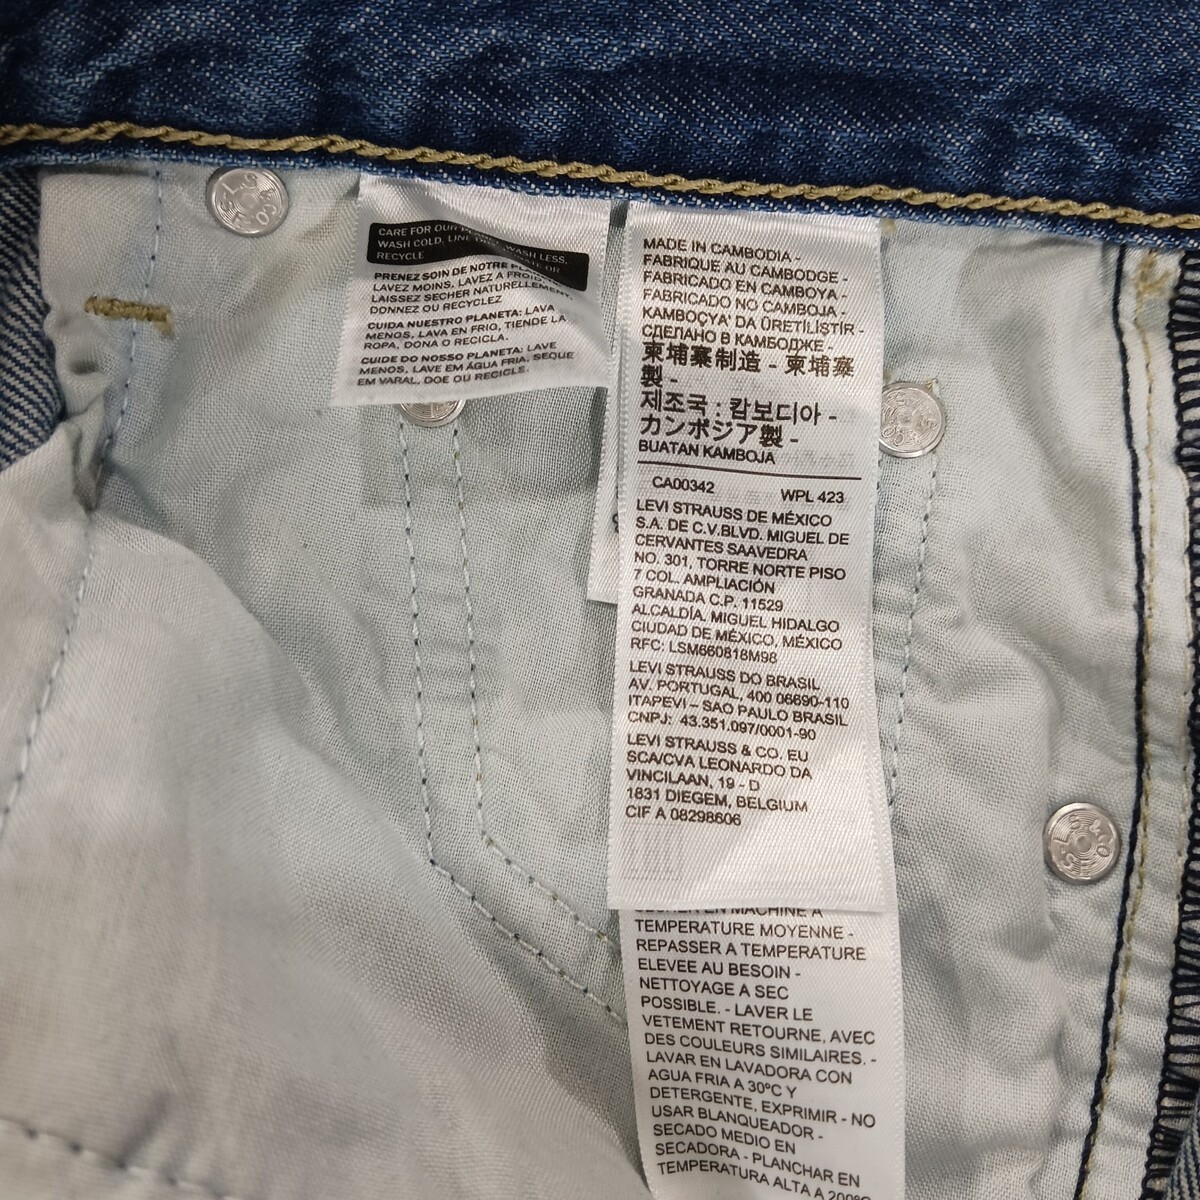 CARE FOR OUR
WASH COLD, LINE WASH LESS,
RECYCLE OR
PRENEZ SOIN DE NOTRE
LAVEZ MOINS, LAVEZ A FROID,
LAISSEZ SECHER NATURELLEMENT,
DONNEZ OU RECYCLEZ
CUIDA NUESTRO PLANETA: LAVA
MENOS, LAVA EN FRIO, TIENDE LA
ROPA, DONA O RECICLA.
CUIDE DO NOSSO PLANETA: LAVE
MENOS, LAVE EM ÁGUA FRIA, SEQUE
EM VARAL, DOE OU RECICLE.
MADE IN CAMBODIA -
FABRIQUE AU CAMBODGE -
FABRICADO EN CAMBOYA -
FABRICADO NO CAMBOJA -
KAMBOÇYA' DA ÜRETİLİŞTİR -
СДЕЛАНО В КАМБОДЖЕ -
柬埔寨制造 - 柬埔寨
製 -
제조국 : 캄보디아 -
カンボジア製 -
BUATAN KAMBOJA
CA00342 WPL 423
LEVI STRAUSS DE MÉXICO
S.A. DE C.V.BLVD. MIGUEL DE
CERVANTES SAAVEDRA
NO. 301, TORRE NORTE PISO
7 COL. AMPLIACIÓN
GRANADA C.P. 11529
ALCALDÍA. MIGUEL HIDALGO
CIUDAD DE MÉXICO, MÉXICO
RFC: LSM660818M98
LEVI STRAUSS DO BRASIL
AV. PORTUGAL, 400 06690-110
ITAPEVI – SAO PAULO BRASIL
CNPJ: 43.351.097/0001-90
LEVI STRAUSS & CO. EU
SCA/CVA LEONARDO DA
VINCILAAN, 19 - D
1831 DIEGEM, BELGIUM
CIF A 08298606
SECHER EN MACHINE A
TEMPERATURE MOYENNE -
REPASSER A TEMPERATURE
ELEVEE AU BESOIN -
NETTOYAGE A SEC
POSSIBLE. - LAVER LE
VETEMENT RETOURNE, AVEC
DES COULEURS SIMILAIRES. -
LAVAR EN LAVADORA CON
AGUA FRIA A 30ºC Y
DETERGENTE, EXPRIMIR - NO
USAR BLANQUEADOR -
SECADO MEDIO EN
SECADORA - PLANCHAR EN
TEMPERATURA ALTA A 200ºC